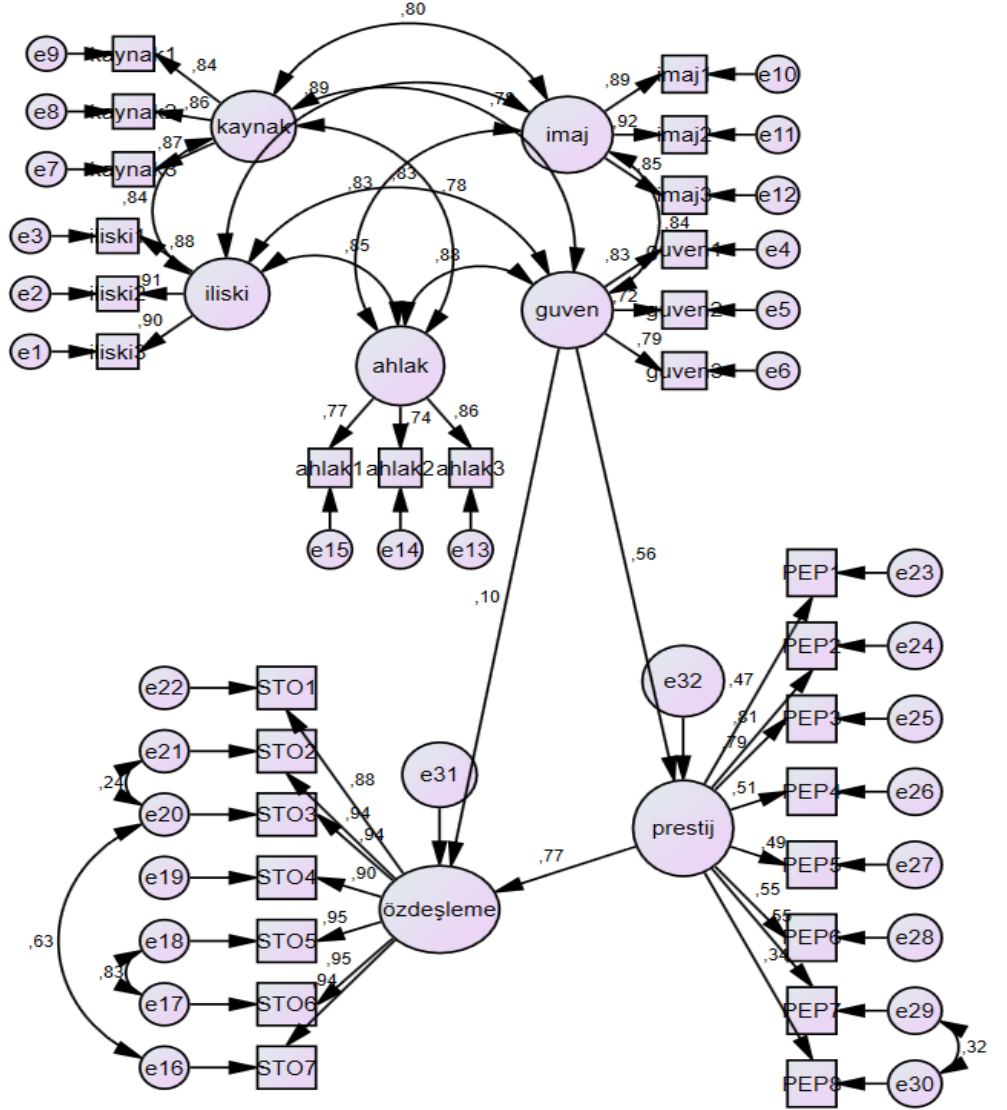 ,80
e9 kaynak1 ,84 ,89 imaj1 e10
e8 kaynak2 ,86 kaynak ,89 ,78 imaj ,92 imaj2 e11
e7 kaynak3 ,87 ,85 imaj3 e12
,84 ,83 ,83 ,78 ,84
e3 iliski1 ,88 ,85 ,88 ,83 guven1 e4
e2 iliski2 ,91 iliski guven ,72 guven2 e5
e1 iliski3 ,90 ahlak ,79 guven3 e6
,77 ,74 ,86
ahlak1 ahlak2 ahlak3
e15 e14 e13
,10 ,56
PEP1 e23
e22 STO1 e32 ,47 PEP2 e24
e21 STO2 ,81 PEP3 e25
,24 e31 ,88 ,79
e20 STO3 ,94 ,51 PEP4 e26
,94 prestij
e19 STO4 ,90 ,77 ,49 PEP5 e27
özdeşleme ,55
e18 STO5 ,95 ,55 PEP6 e28
,63 ,83 ,95 ,34
e17 STO6 ,94 PEP7 e29
,32
e16 STO7 PEP8 e30